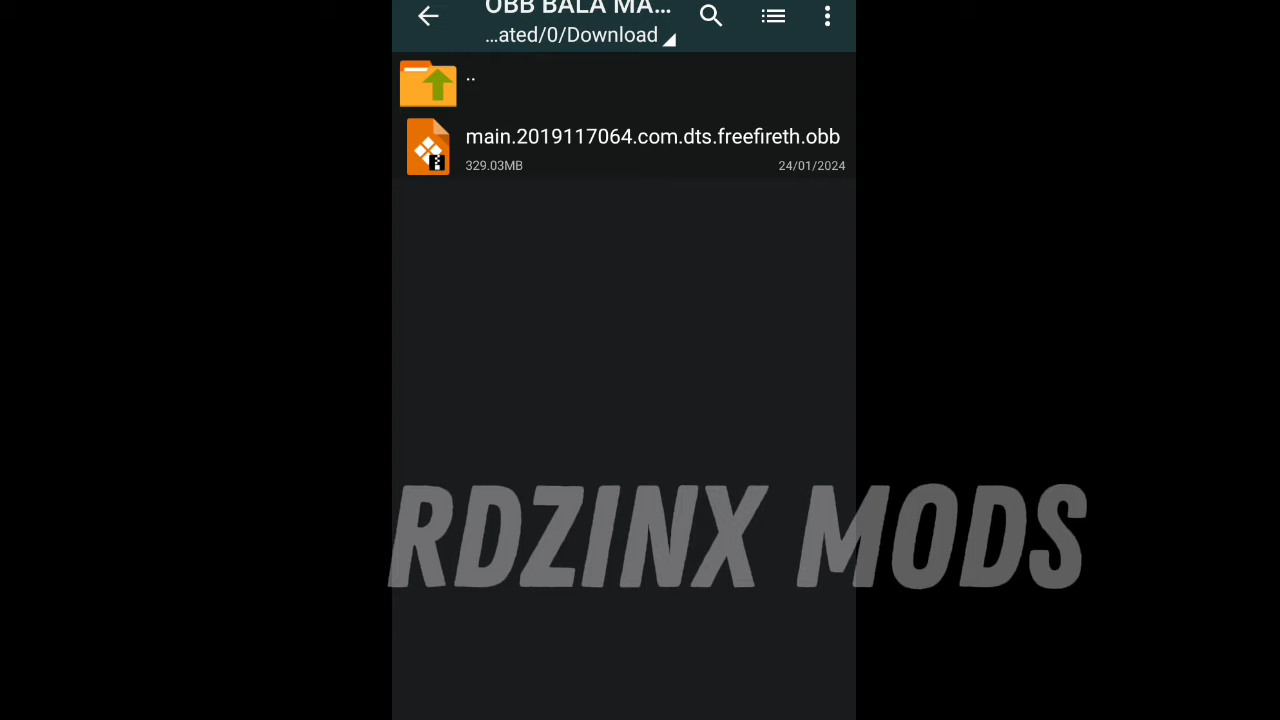 OBB BALA MA...
...ated/0/Download
..
main.2019117064.com.dts.freefireth.obb
329.03MB 24/01/2024
RDZINX MODS